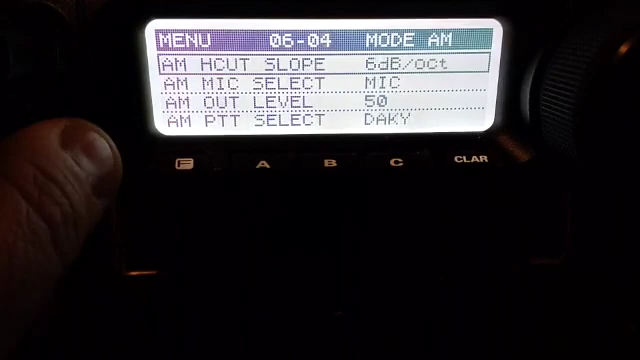 MENU 06-04 MODE AM
AM HCUT SLOPE 6dB/oct
AM MIC SELECT MIC
AM OUT LEVEL 50
AM PTT SELECT DAKY
F A B C CLAR